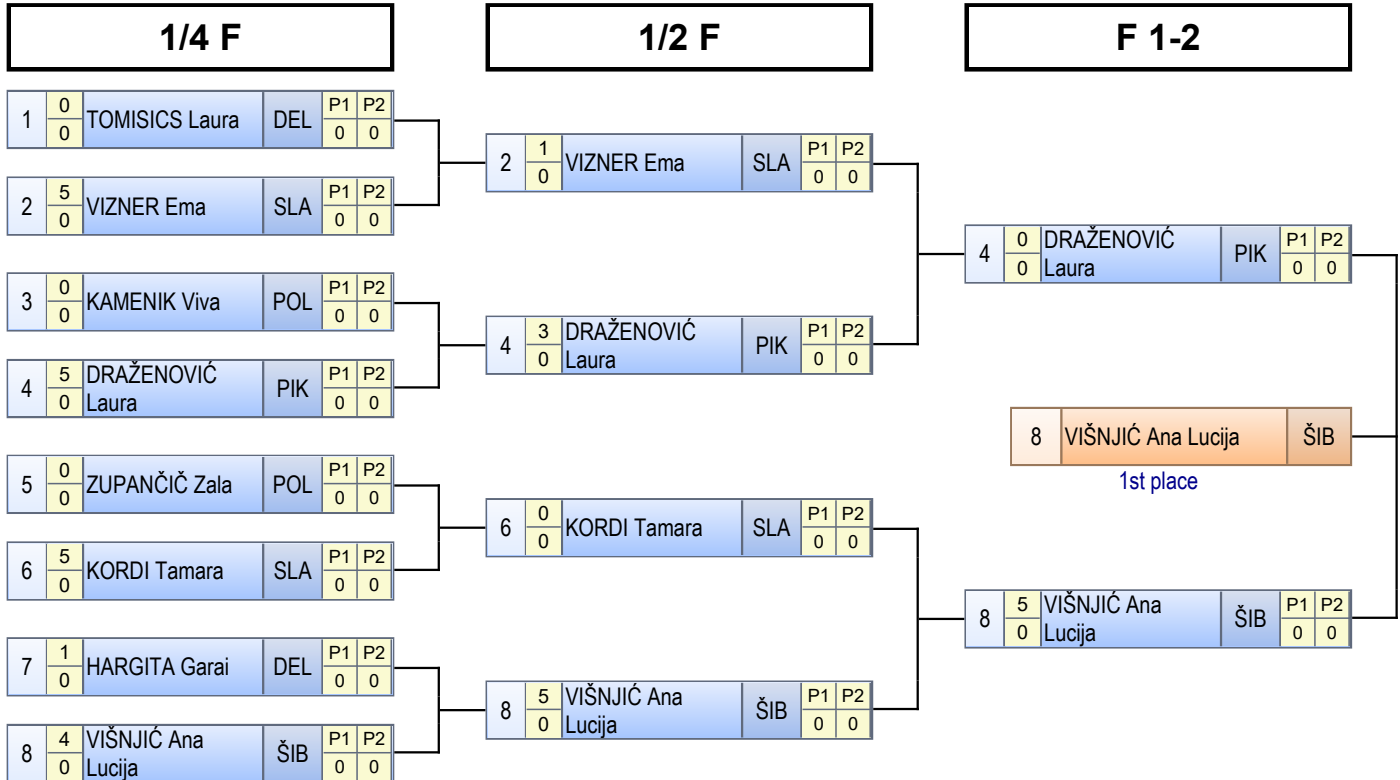 1/4 F
1/2 F
F 1-2
1 0 TOMISICS Laura DEL P1 P2
0 0 0
2 5 VIZNER Ema SLA P1 P2
0 0 0
3 0 KAMENIK Viva POL P1 P2
0 0 0
4 5 DRAŽENOVIĆ PIK P1 P2
0 Laura 0 0
5 0 ZUPANČIČ Zala POL P1 P2
0 0 0
6 5 KORDI Tamara SLA P1 P2
0 0 0
7 1 HARGITA Garai DEL P1 P2
0 0 0
8 4 VIŠNJIĆ Ana ŠIB P1 P2
0 Lucija 0 0
2 1 VIZNER Ema SLA P1 P2
0 0 0
4 3 DRAŽENOVIĆ PIK P1 P2
0 Laura 0 0
6 0 KORDI Tamara SLA P1 P2
0 0 0
8 5 VIŠNJIĆ Ana ŠIB P1 P2
0 Lucija 0 0
4 0 DRAŽENOVIĆ PIK P1 P2
0 Laura 0 0
8 VIŠNJIĆ Ana Lucija ŠIB
1st place
8 5 VIŠNJIĆ Ana ŠIB P1 P2
0 Lucija 0 0